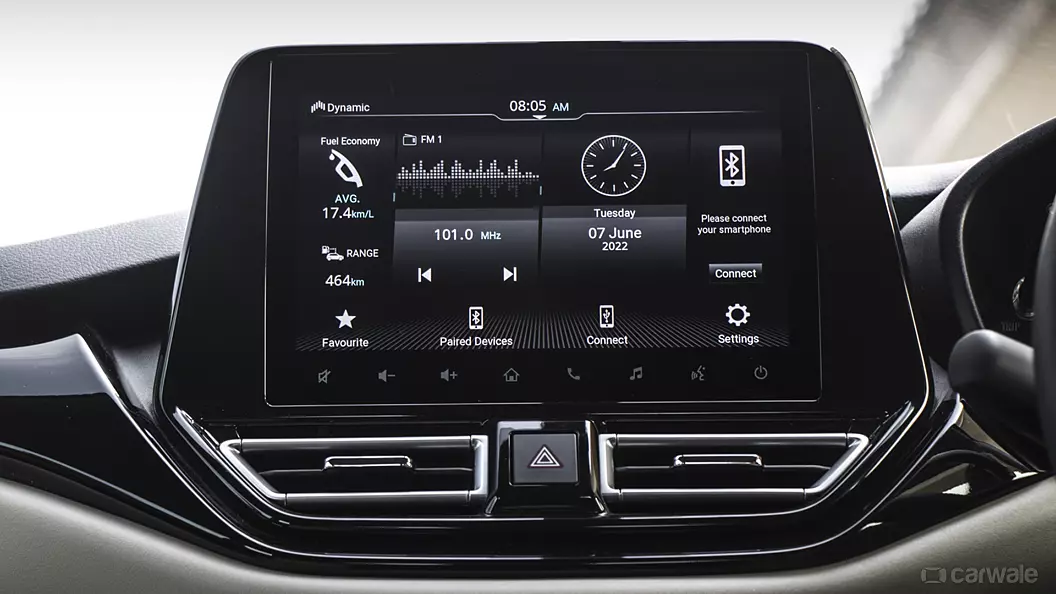 Dynamic
08:05 AM
Fuel Economy
AVG.
17.4km/L
RANGE
464km
FM 1
101.0 MHz
Tuesday
07 June
2022
Please connect
your smartphone
Connect
Favourite
Paired Devices
Connect
Settings
TRIP
carwale